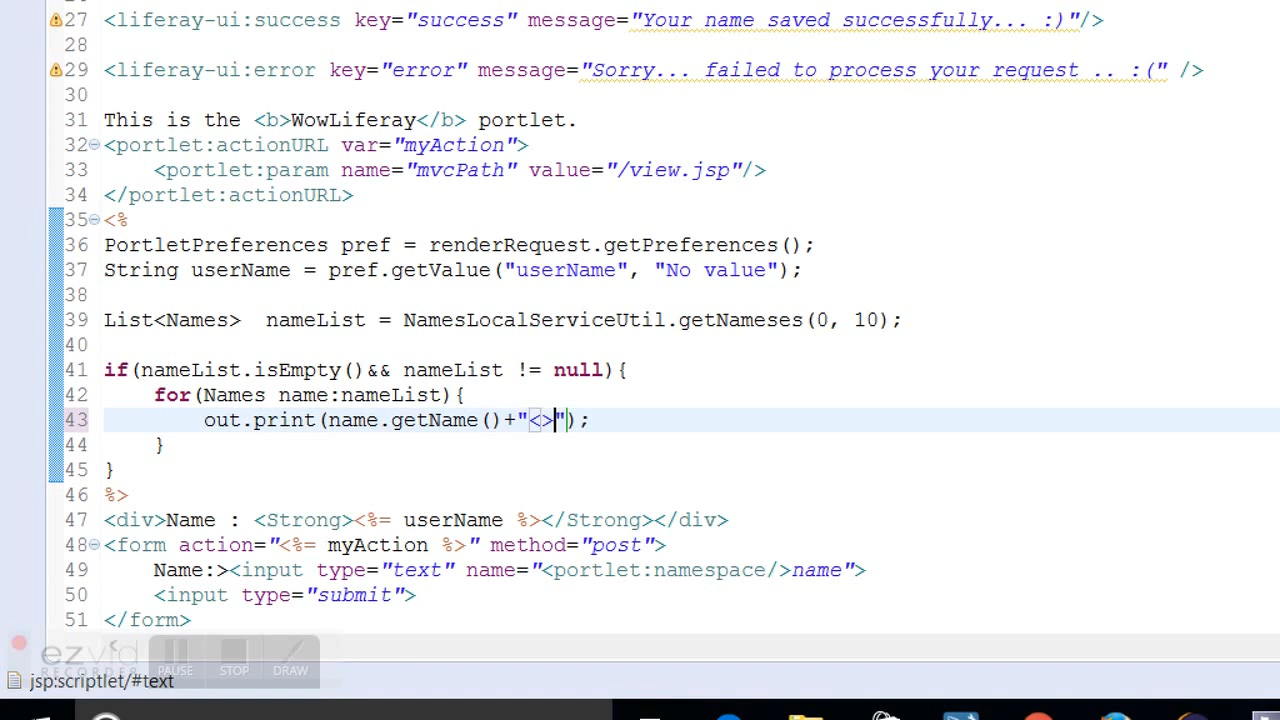 27 <liferay-ui:success key="success" message="Your name saved successfully... :)"/>
28
29 <liferay-ui:error key="error" message="Sorry... failed to process your request .. :(" />
30
31 This is the <b>WowLiferay</b> portlet.
32 <portlet:actionURL var="myAction">
33     <portlet:param name="mvcPath" value="/view.jsp"/>
34 </portlet:actionURL>
35 <%
36 PortletPreferences pref = renderRequest.getPreferences();
37 String userName = pref.getValue("userName", "No value");
38
39 List<Names>  nameList = NamesLocalServiceUtil.getNameses(0, 10);
40
41 if(nameList.isEmpty()&& nameList != null){
42     for(Names name:nameList){
43         out.print(name.getName()+"<>");
44     }
45 }
46 %>
47 <div>Name : <Strong><%= userName %></Strong></div>
48 <form action="<%= myAction %>" method="post">
49     Name:><input type="text" name="<portlet:namespace/>name">
50     <input type="submit">
51 </form>
ezvid
RECORDER
PAUSE STOP DRAW
jsp:scriptlet/#text